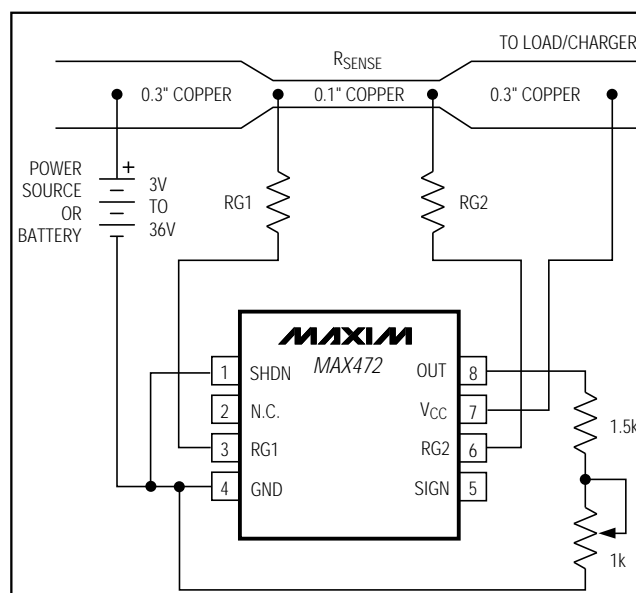 TO LOAD/CHARGER
RSENSE
0.3" COPPER
0.1" COPPER
0.3" COPPER
POWER
SOURCE
OR
BATTERY
+
3V
TO
36V
RG1
RG2
MAXIM
MAX472
1 SHDN
2 N.C.
3 RG1
4 GND
OUT 8
VCC 7
RG2 6
SIGN 5
1.5k
1k